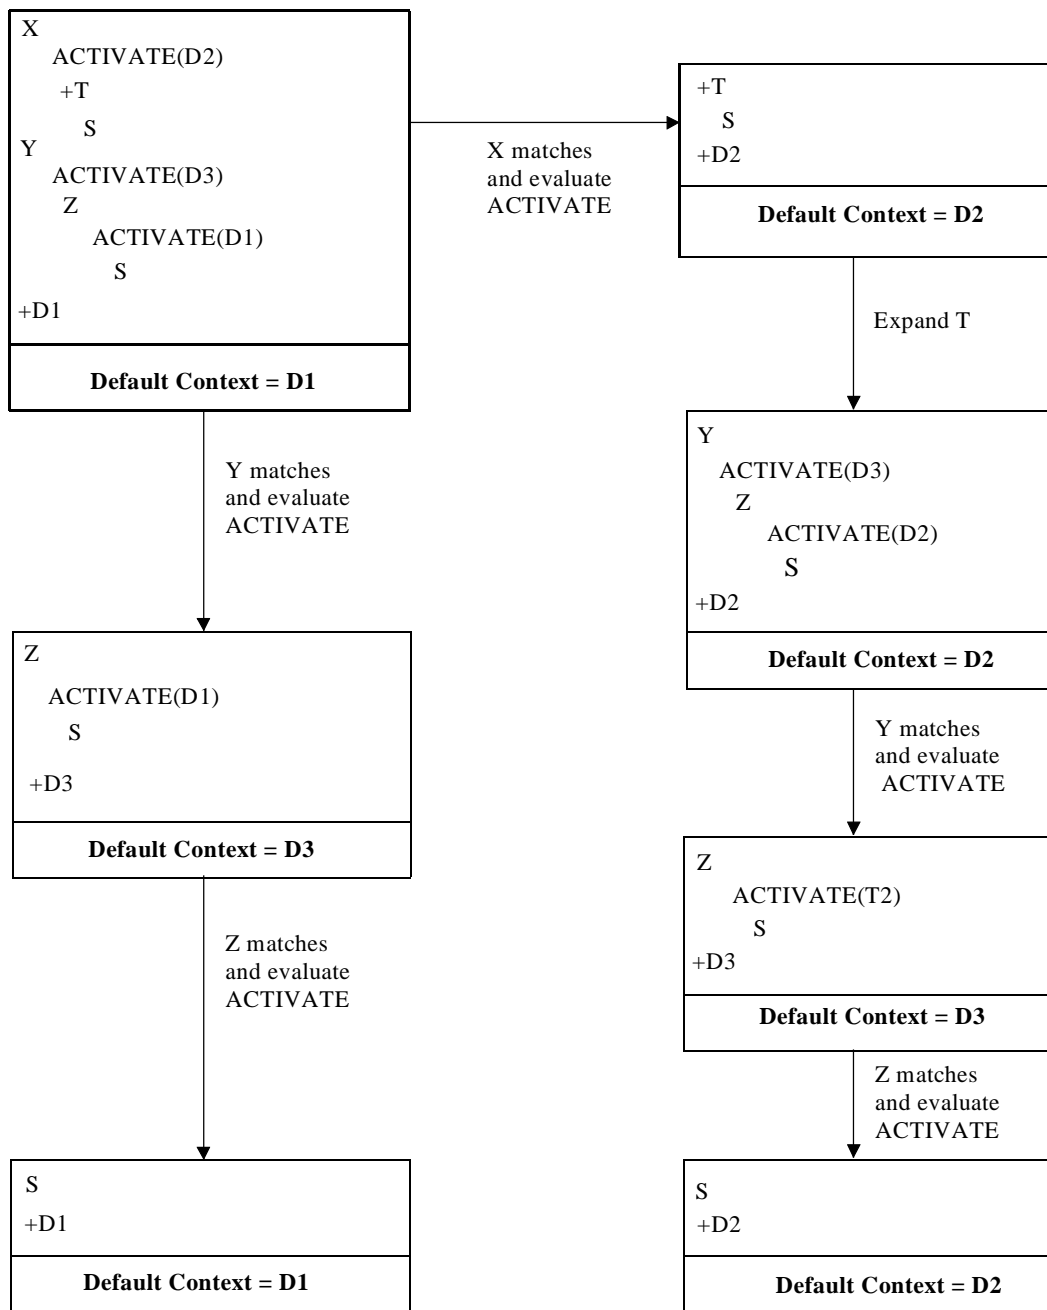 X
ACTIVATE(D2)
+T
S
Y
ACTIVATE(D3)
Z
ACTIVATE(D1)
S
+D1
Default Context = D1
X matches
and evaluate
ACTIVATE
+T
S
+D2
Default Context = D2
Expand T
Y
ACTIVATE(D3)
Z
ACTIVATE(D2)
S
+D2
Default Context = D2
Y matches
and evaluate
ACTIVATE
Z
ACTIVATE(D1)
S
+D3
Default Context = D3
Y matches
and evaluate
ACTIVATE
Z
ACTIVATE(T2)
S
+D3
Default Context = D3
Z matches
and evaluate
ACTIVATE
Z matches
and evaluate
ACTIVATE
S
+D1
Default Context = D1
S
+D2
Default Context = D2